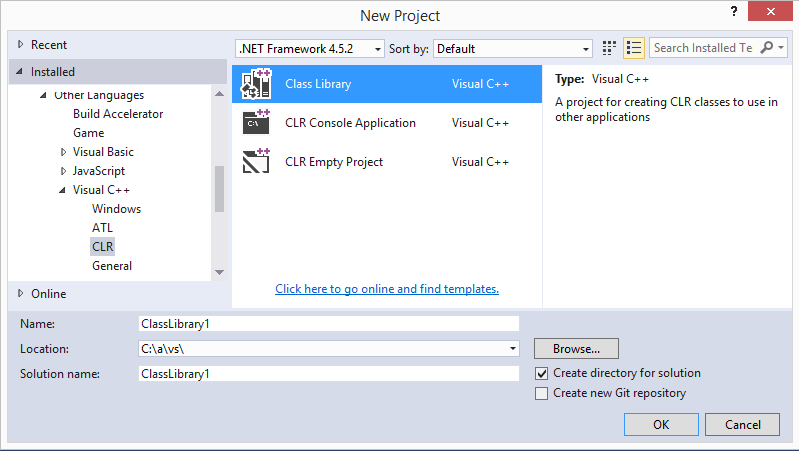 New Project
?
Recent
.NET Framework 4.5.2
Sort by:
Default
Search Installed Te
Installed
Other Languages
Build Accelerator
Game
Visual Basic
JavaScript
Visual C++
Windows
ATL
CLR
General
Online
++
Class Library
Visual C++
C:\
++
CLR Console Application
Visual C++
++
CLR Empty Project
Visual C++
Click here to go online and find templates.
Type: Visual C++
A project for creating CLR classes to use in
other applications
Name:
ClassLibrary1
Location:
C:\a\vs\
Browse...
Solution name:
ClassLibrary1
Create directory for solution
Create new Git repository
OK
Cancel